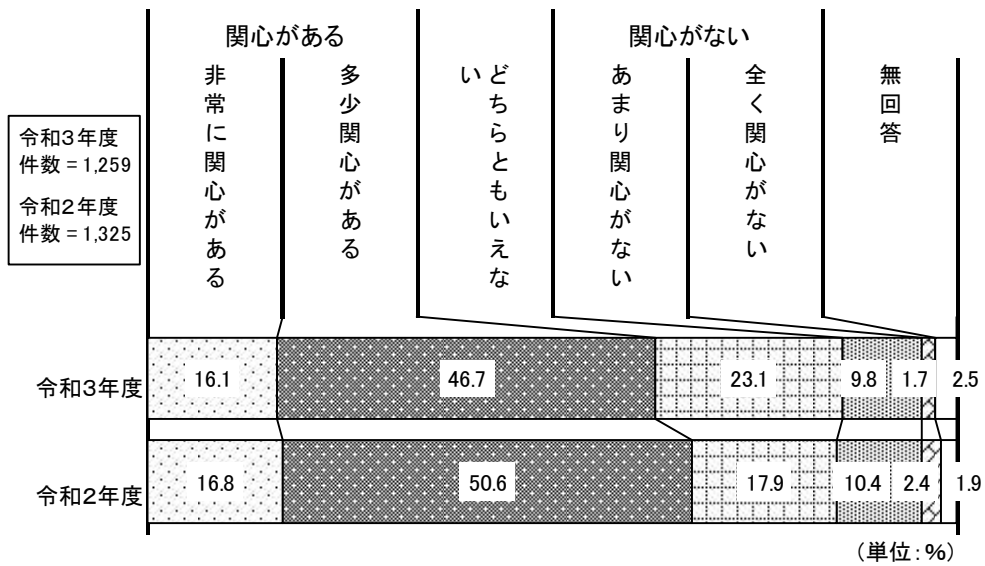 関心がある
関心がない
非常に関心がある
多少関心がある
どちらともいえな
い
あまり関心がない
全く関心がない
無回答
令和3年度
件数 = 1,259
令和2年度
件数 = 1,325
令和3年度
16.1
46.7
23.1
9.8
1.7
2.5
令和2年度
16.8
50.6
17.9
10.4
2.4
1.9
（単位：%）